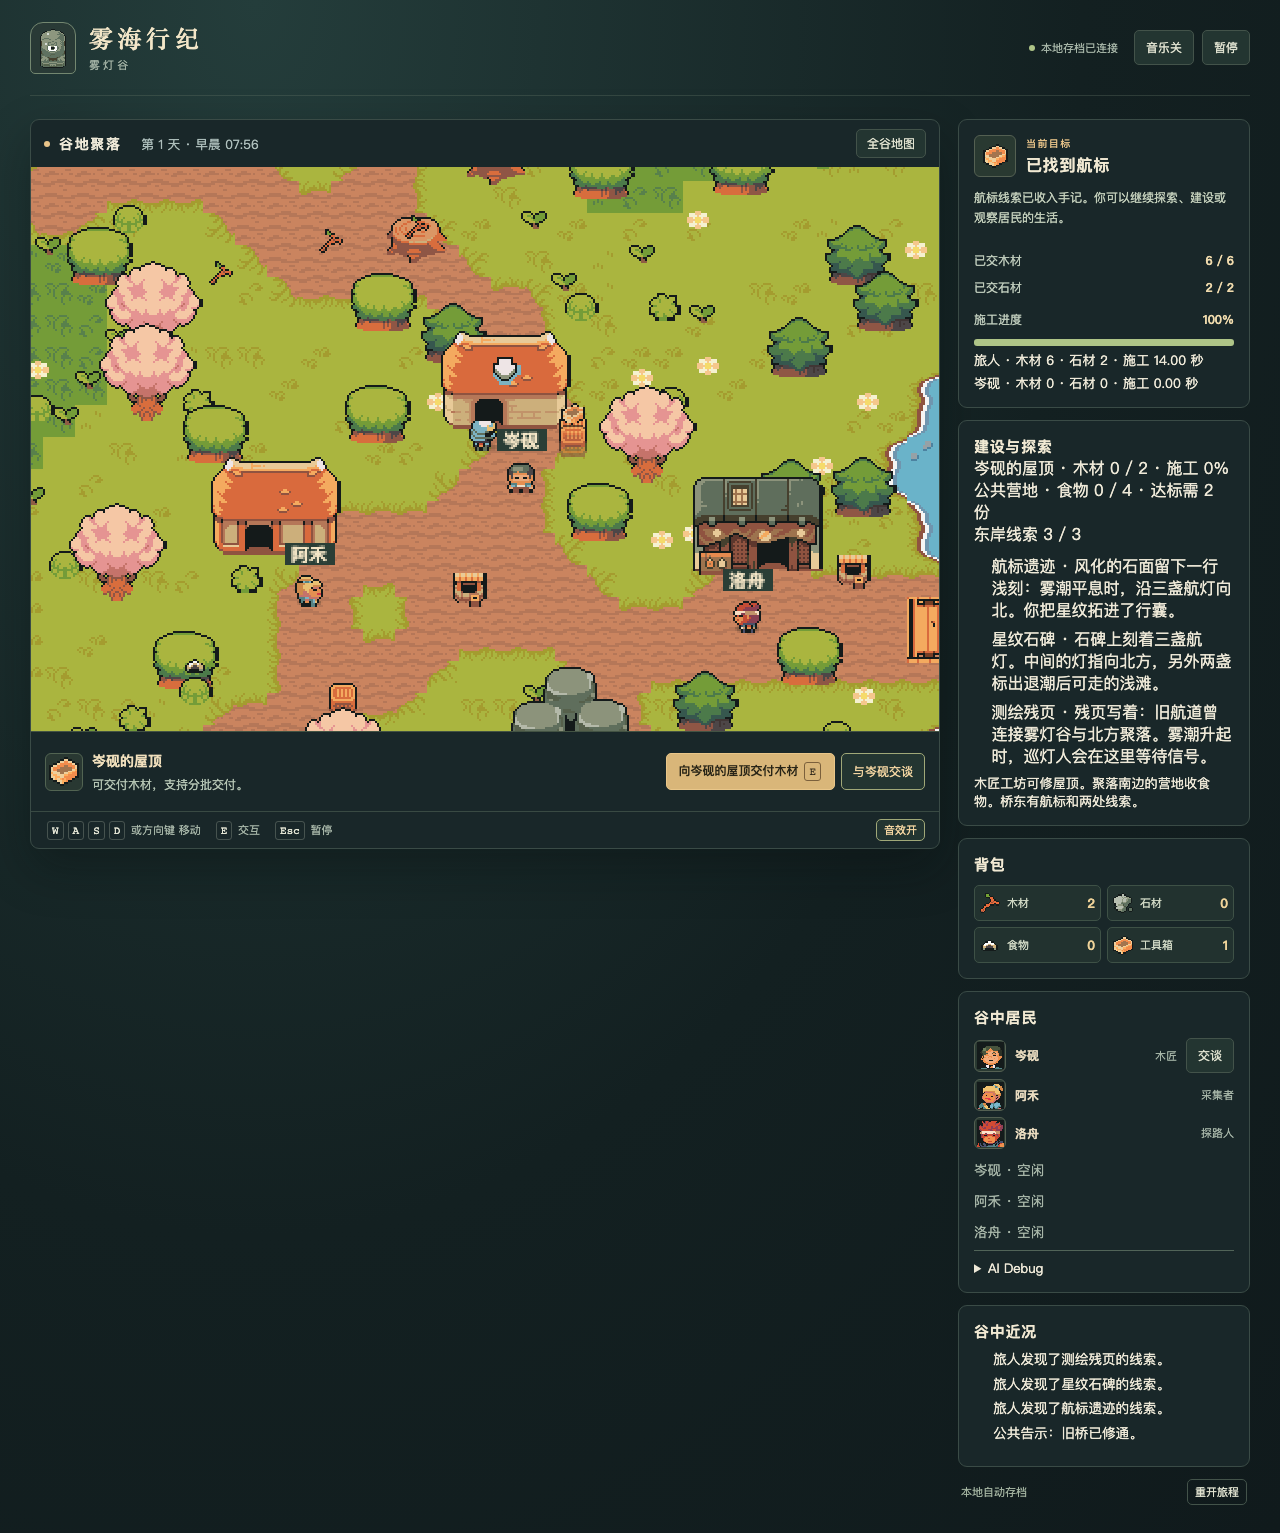 雾海行纪
雾灯谷
本地存档已连接
音乐关
暂停
谷地聚落
第 1 天 · 早晨 07:56
全谷地图
岑砚
阿禾
洛舟
岑砚的屋顶
可交付木材，支持分批交付。
向岑砚的屋顶交付木材 E
与岑砚交谈
W A S D 或方向键 移动 E 交互 Esc 暂停
音效开
当前目标
已找到航标
航标线索已收入手记。你可以继续探索、建设或
观察居民的生活。
已交木材 6 / 6
已交石材 2 / 2
施工进度 100%
旅人 · 木材 6 · 石材 2 · 施工 14.00 秒
岑砚 · 木材 0 · 石材 0 · 施工 0.00 秒
建设与探索
岑砚的屋顶 · 木材 0 / 2 · 施工 0%
公共营地 · 食物 0 / 4 · 达标需 2
份
东岸线索 3 / 3
航标遗迹 · 风化的石面留下一行
浅刻：雾潮平息时，沿三盏航灯向
北。你把星纹拓进了行囊。
星纹石碑 · 石碑上刻着三盏航
灯。中间的灯指向北方，另外两盏
标出退潮后可走的浅滩。
测绘残页 · 残页写着：旧航道曾
连接雾灯谷与北方聚落。雾潮升起
时，巡灯人会在这里等待信号。
木匠工坊可修屋顶。聚落南边的营地收食
物。桥东有航标和两处线索。
背包
木材 2
石材 0
食物 0
工具箱 1
谷中居民
岑砚 木匠 交谈
阿禾 采集者
洛舟 探路人
岑砚 · 空闲
阿禾 · 空闲
洛舟 · 空闲
▶ AI Debug
谷中近况
旅人发现了测绘残页的线索。
旅人发现了星纹石碑的线索。
旅人发现了航标遗迹的线索。
公共告示：旧桥已修通。
本地自动存档
重开旅程